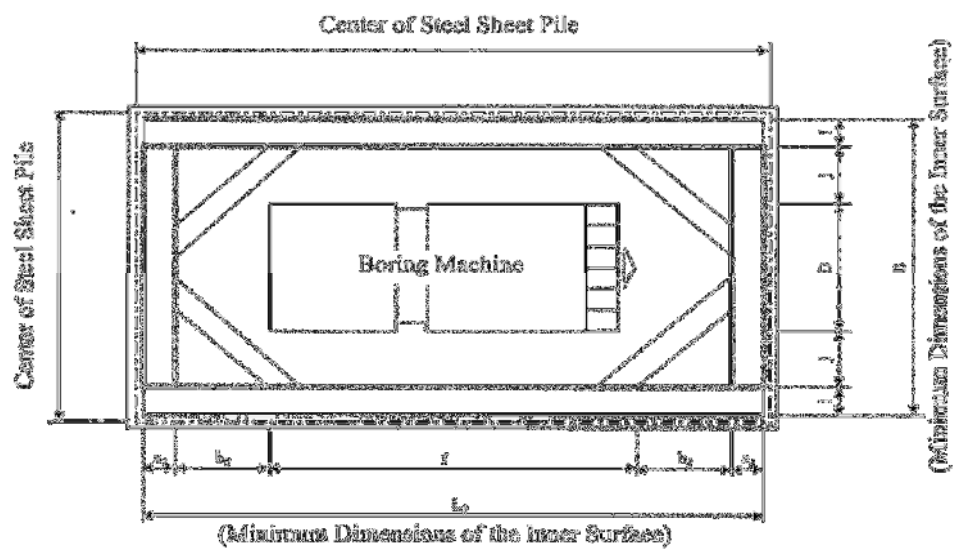 Center of Steel Sheet Pile
Center of Steel Sheet Pile
Boring Machine
(Minimum Dimensions of the Inner Surface)
(Minimum Dimensions of the Inner Surface)